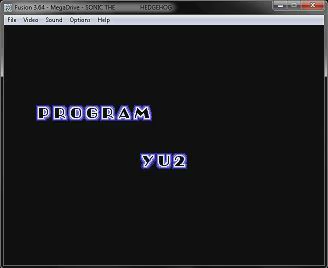 Fusion 3.64 - MegaDrive - SONIC THE HEDGEHOG
File Video Sound Options Help
PROGRAM
YU2